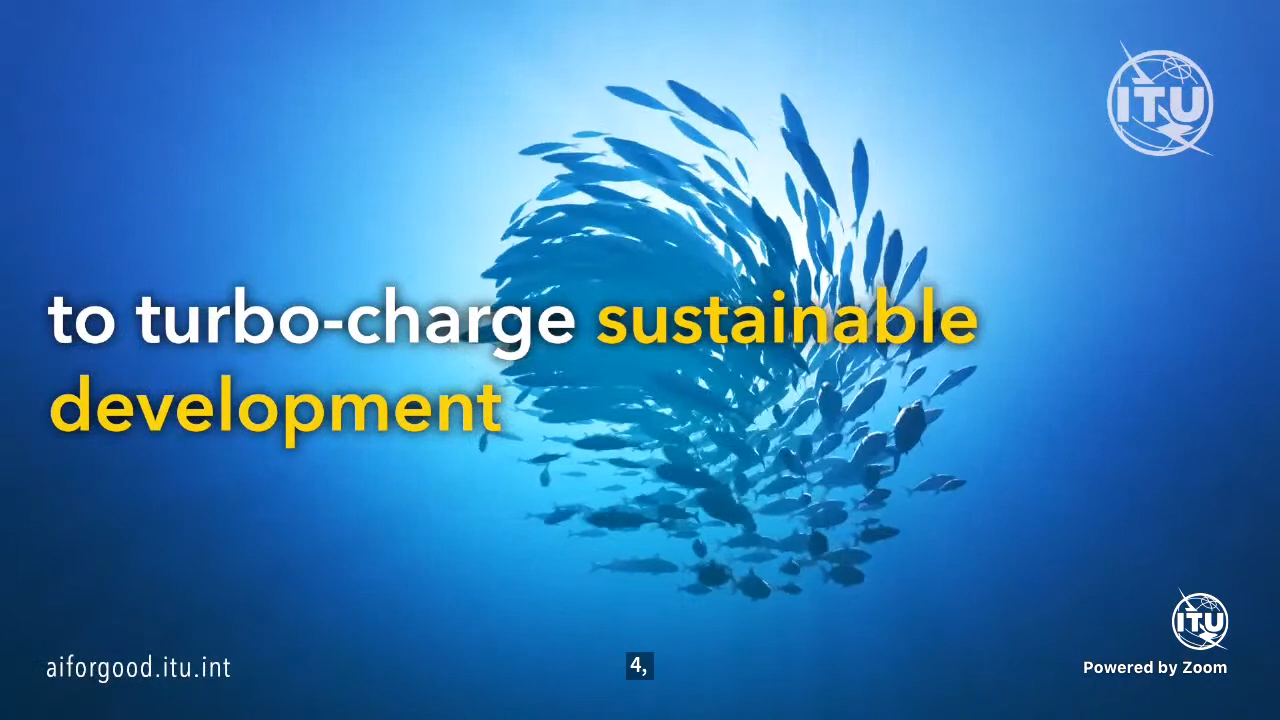 ITU
to turbo-charge sustainable
development
ITU
aiforgood.itu.int
4,
Powered by Zoom